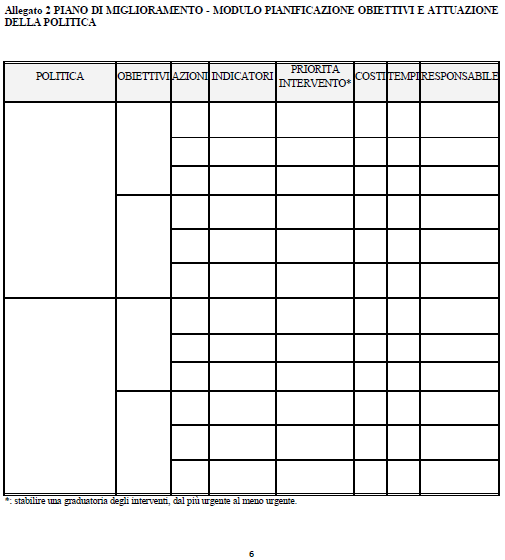 Allegato 2 PIANO DI MIGLIORAMENTO - MODULO PIANIFICAZIONE OBIETTIVI E ATTUAZIONE
DELLA POLITICA
POLITICA OBIETTIVI AZIONI INDICATORI PRIORITA INTERVENTO* COSTI TEMPI RESPONSABILE
*: stabilire una graduatoria degli interventi, dal più urgente al meno urgente.
6